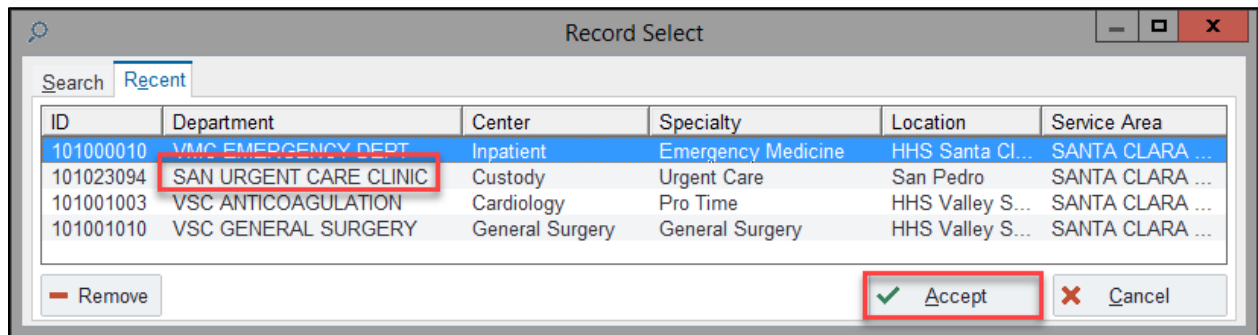 Record Select
Search Recent
ID Department Center Specialty Location Service Area
101000010 VMC EMERGENCY DEPT Inpatient Emergency Medicine HHS Santa Cl... SANTA CLARA ...
101023094 SAN URGENT CARE CLINIC Custody Urgent Care San Pedro SANTA CLARA ...
101001003 VSC ANTICOAGULATION Cardiology Pro Time HHS Valley S... SANTA CLARA ...
101001010 VSC GENERAL SURGERY General Surgery General Surgery HHS Valley S... SANTA CLARA ...
Remove Accept Cancel